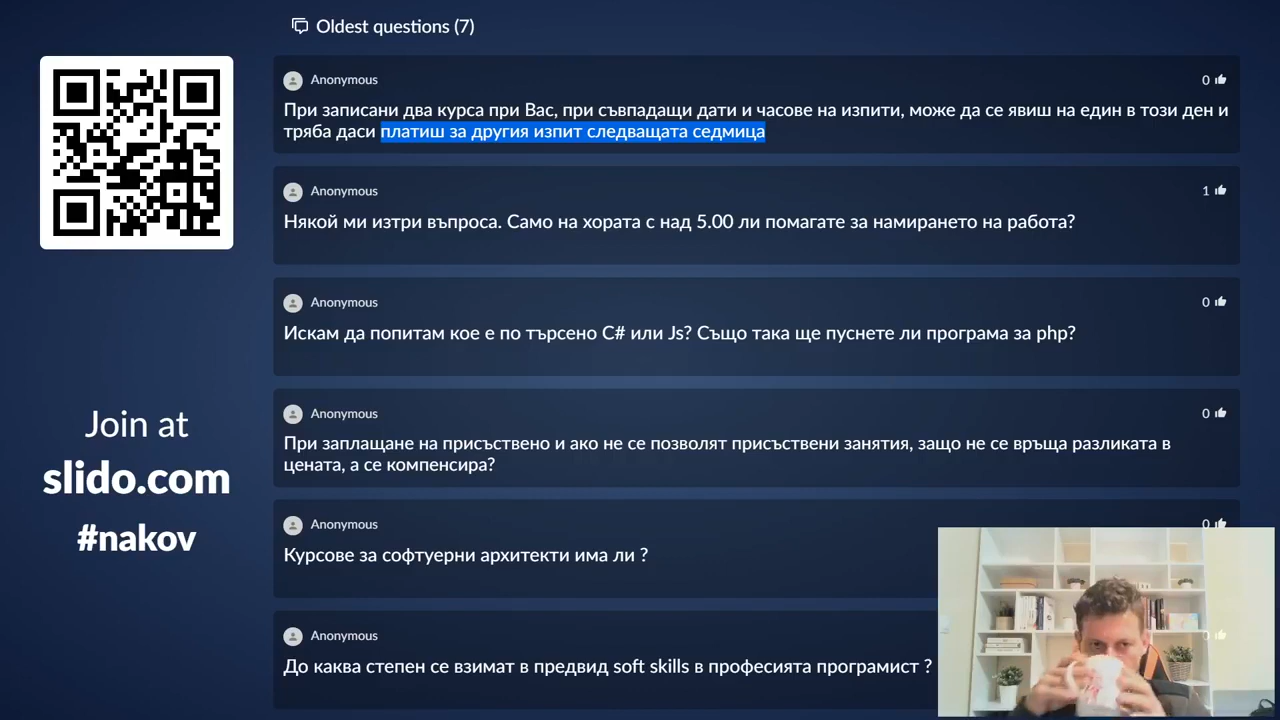 Oldest questions (7)
Anonymous
0
При записани два курса при Вас, при съвпадащи дати и часове на изпити, може да се явиш на един в този ден и
тряба даси платиш за другия изпит следващата седмица
Anonymous
1
Някой ми изтри въпроса. Само на хората с над 5.00 ли помагате за намирането на работа?
Anonymous
0
Искам да попитам кое е по търсено C# или Js? Също така ще пуснете ли програма за php?
Anonymous
0
При заплащане на присъствено и ако не се позволят присъствени занятия, защо не се връща разликата в
цената, а се компенсира?
Anonymous
0
Курсове за софтуерни архитекти има ли ?
Anonymous
0
До каква степен се взимат в предвид soft skills в професията програмист ?
Join at
slido.com
#nakov